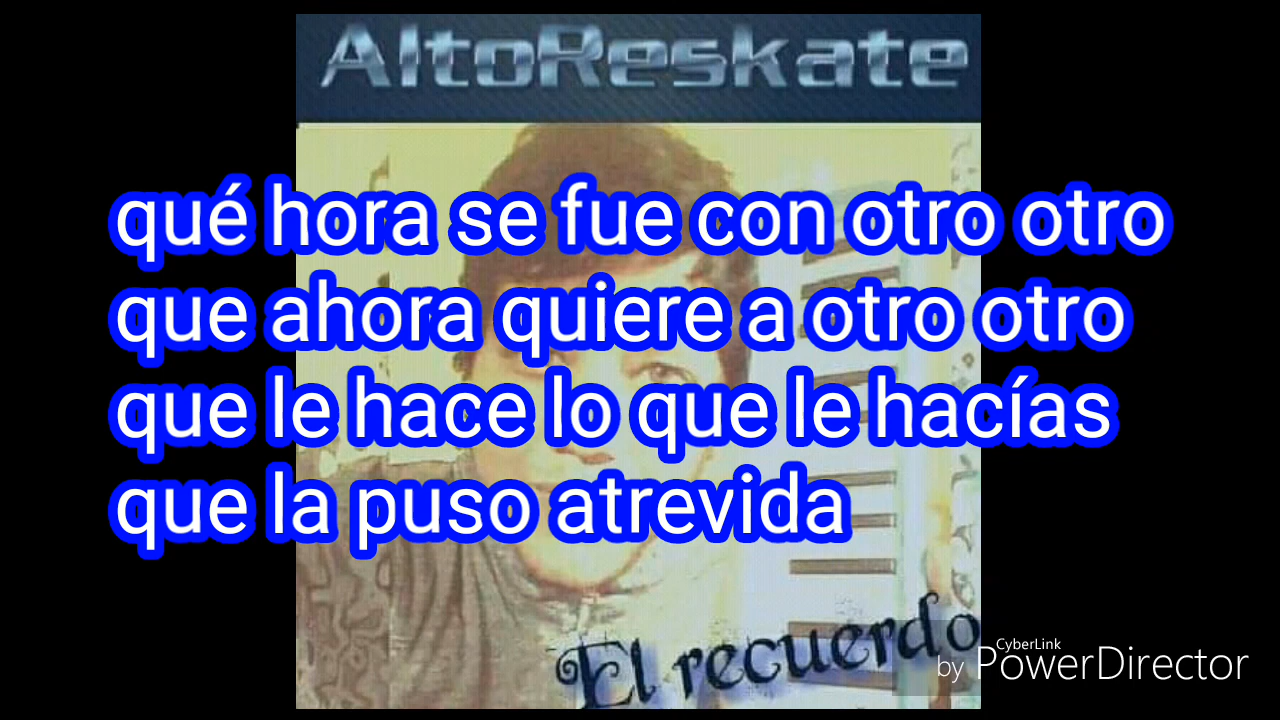 AltoReskate
qué hora se fue con otro otro
que ahora quiere a otro otro
que le hace lo que le hacías
que la puso atrevida
El recuerdo
CyberLink
by PowerDirector